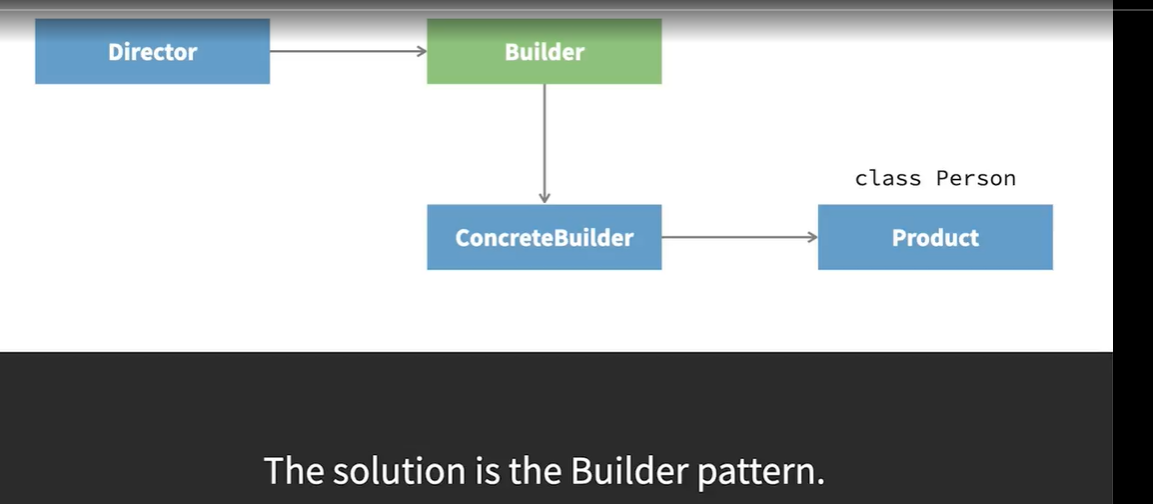 Director
Builder
class Person
ConcreteBuilder
Product
The solution is the Builder pattern.